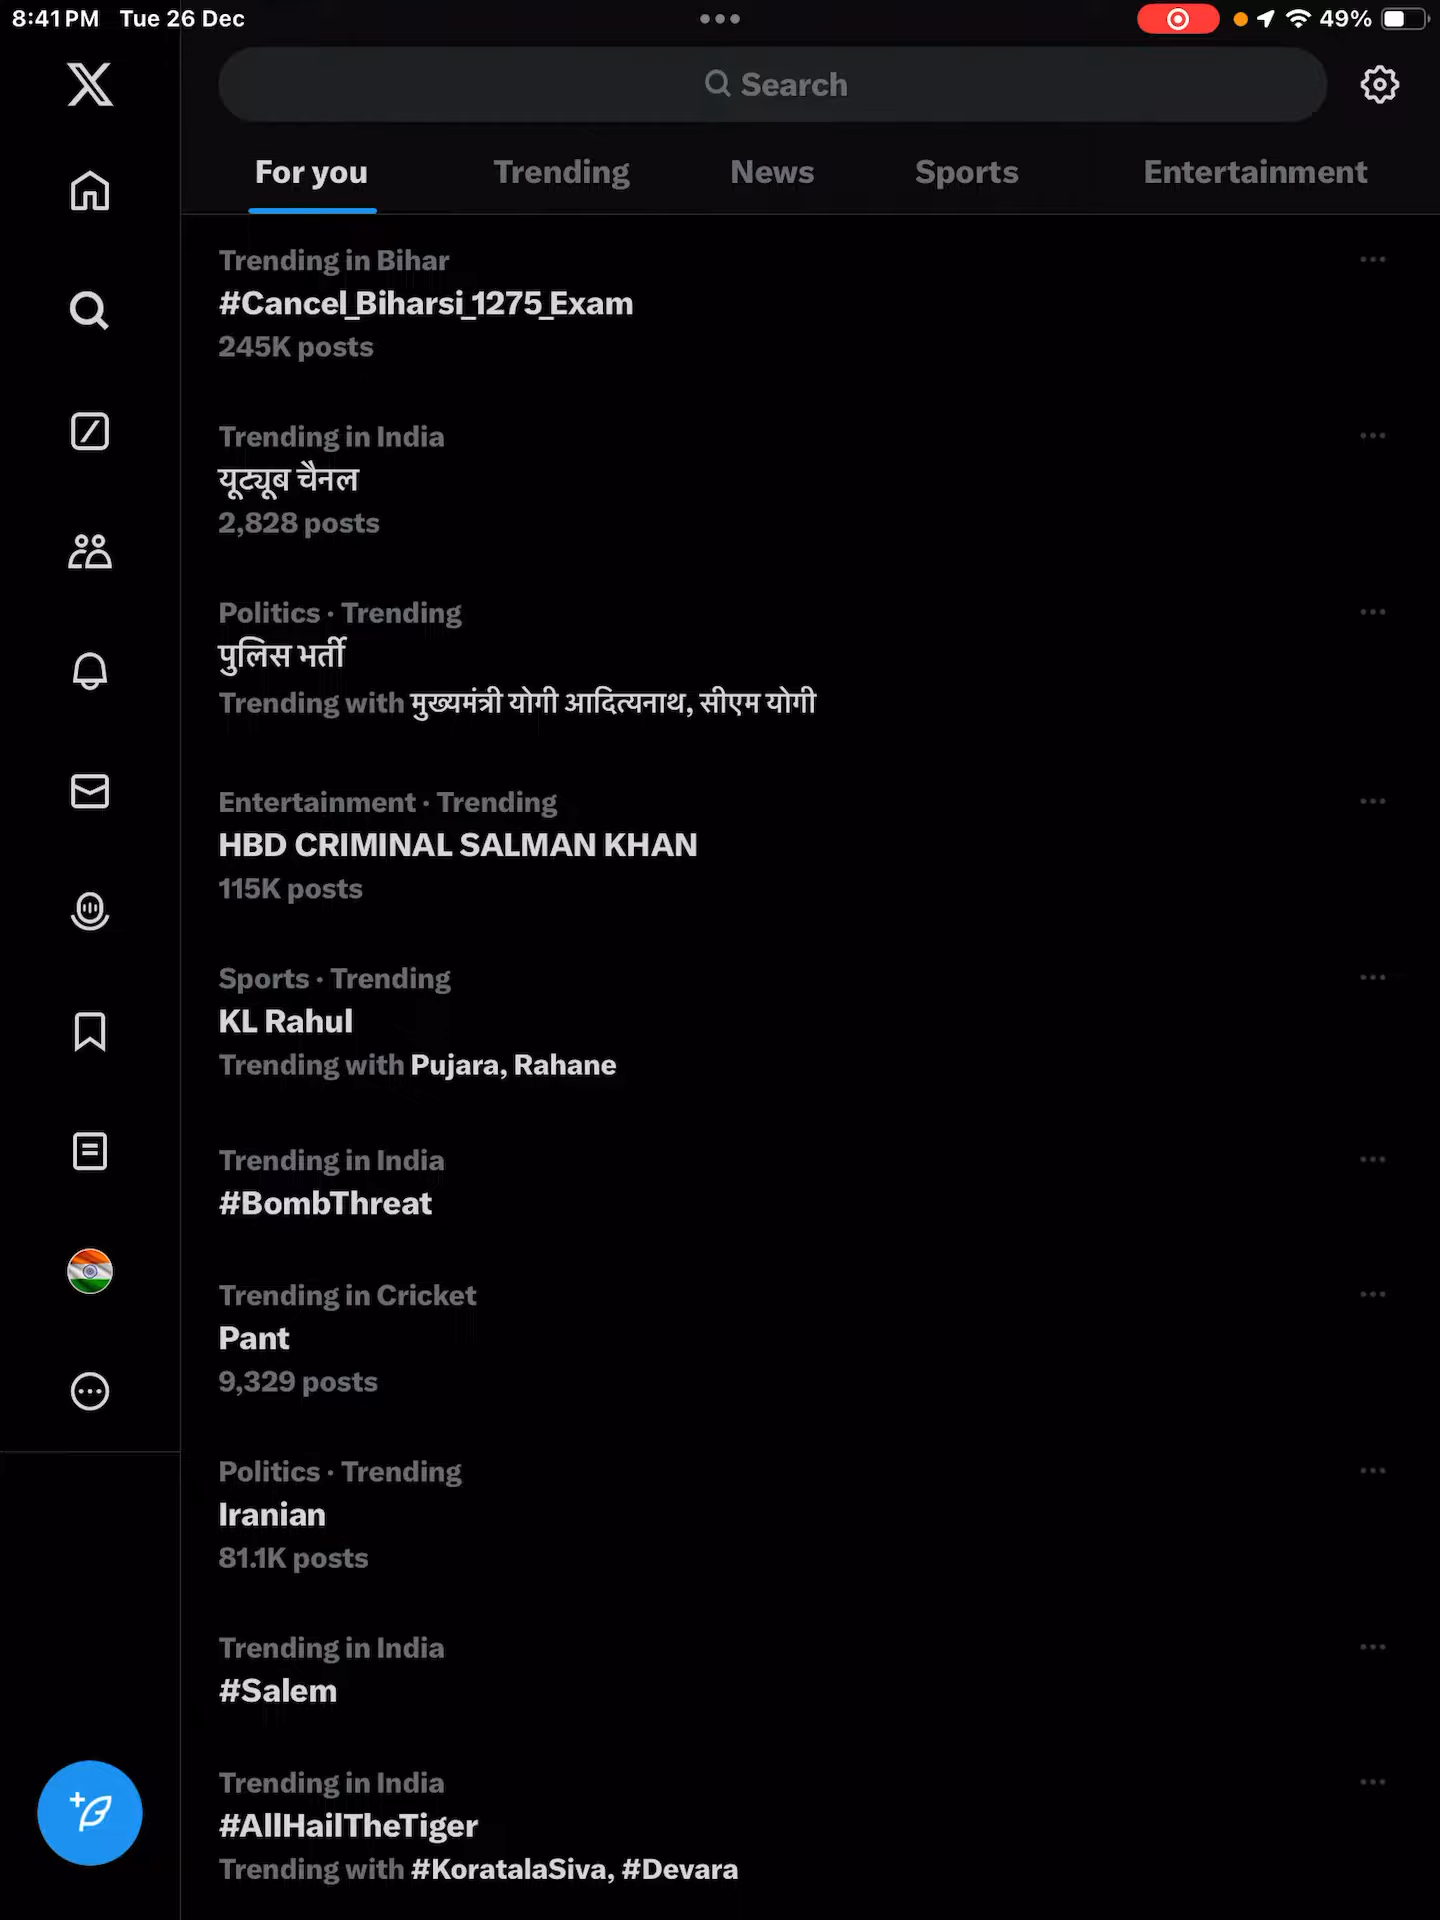 8:41 PM Tue 26 Dec
49%
Search
For you Trending News Sports Entertainment
Trending in Bihar
#Cancel_Biharsi_1275_Exam
245K posts
Trending in India
यूट्यूब चैनल
2,828 posts
Politics · Trending
पुलिस भर्ती
Trending with मुख्यमंत्री योगी आदित्यनाथ, सीएम योगी
Entertainment · Trending
HBD CRIMINAL SALMAN KHAN
115K posts
Sports · Trending
KL Rahul
Trending with Pujara, Rahane
Trending in India
#BombThreat
Trending in Cricket
Pant
9,329 posts
Politics · Trending
Iranian
81.1K posts
Trending in India
#Salem
Trending in India
#AllHailTheTiger
Trending with #KoratalaSiva, #Devara